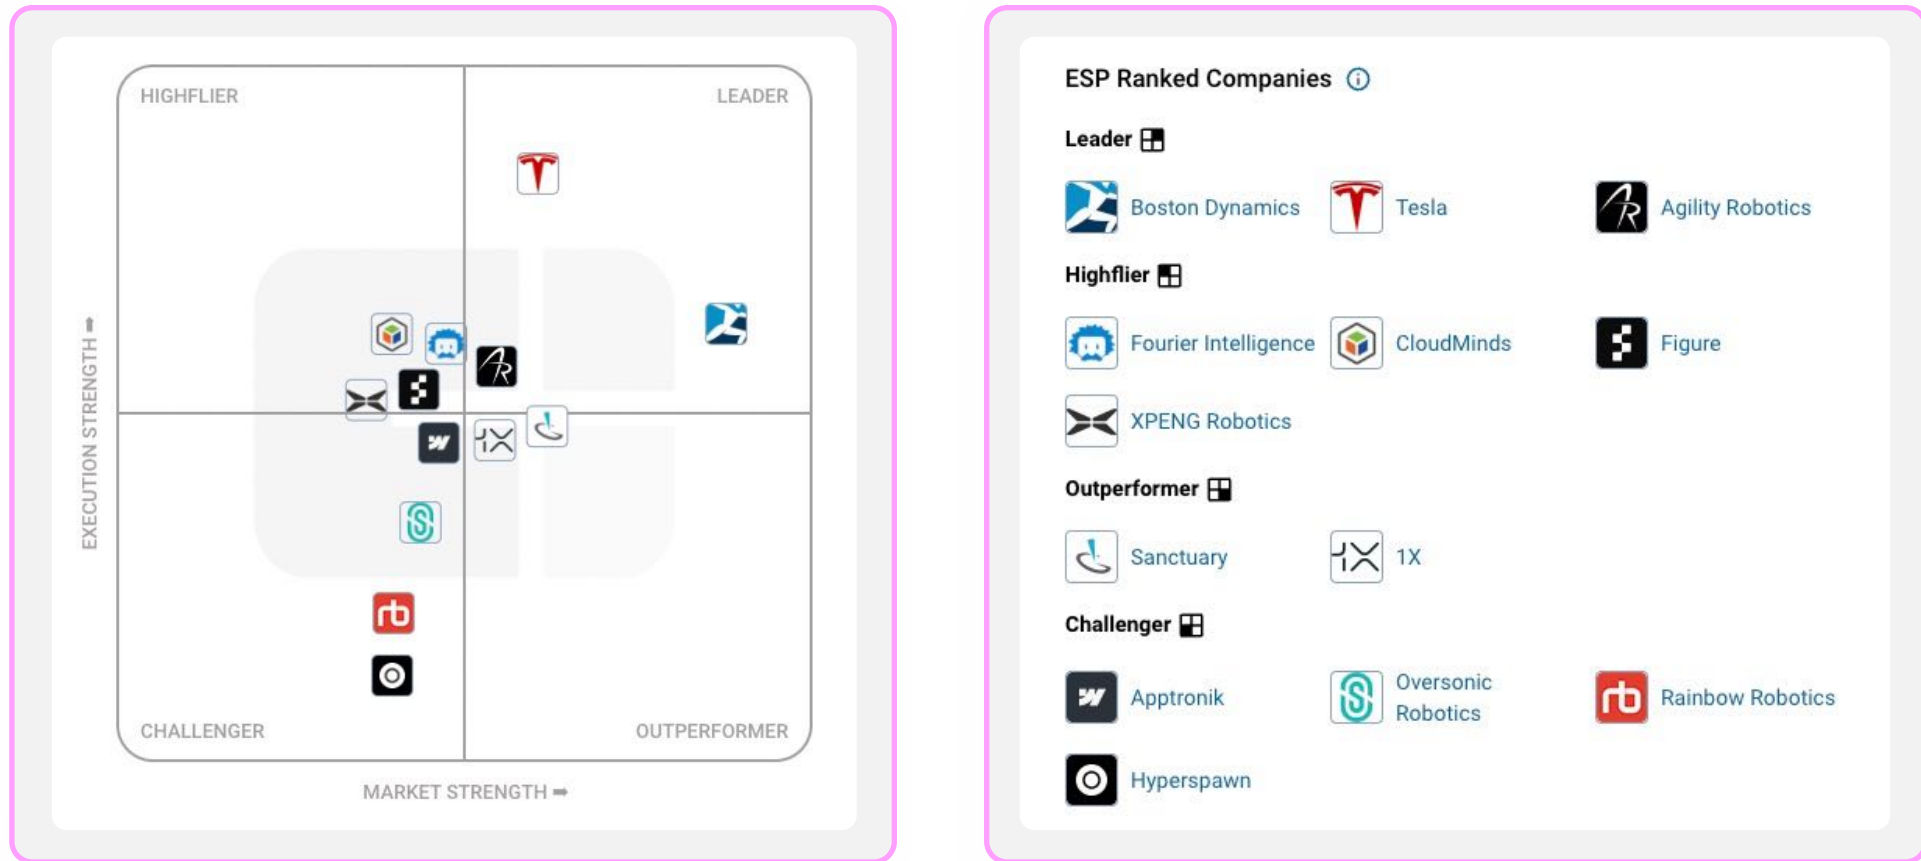 HIGHFLIER
LEADER
EXECUTION STRENGTH ➡
CHALLENGER
OUTPERFORMER
MARKET STRENGTH ➡
ESP Ranked Companies
Leader
Boston Dynamics
Tesla
Agility Robotics
Highflier
Fourier Intelligence
CloudMinds
Figure
XPENG Robotics
Outperformer
Sanctuary
1X
Challenger
Apptronik
Oversonic
Robotics
Rainbow Robotics
Hyperspawn